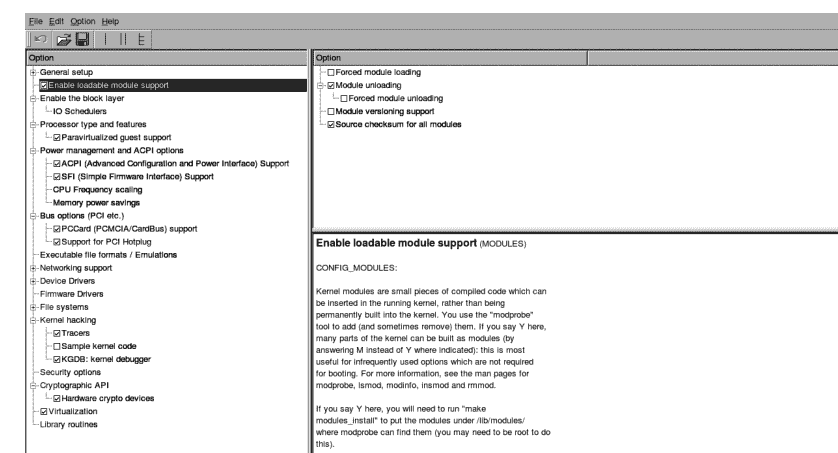 File Edit Option Help
Option
General setup
Enable loadable module support
Enable the block layer
IO Schedulers
Processor type and features
Paravirtualized guest support
Power management and ACPI options
ACPI (Advanced Configuration and Power Interface) Support
SFI (Simple Firmware Interface) Support
CPU Frequency scaling
Memory power savings
Bus options (PCI etc.)
PCCard (PCMCIA/CardBus) support
Support for PCI Hotplug
Executable file formats / Emulations
Networking support
Device Drivers
Firmware Drivers
File systems
Kernel hacking
Tracers
Sample kernel code
KGDB: kernel debugger
Security options
Cryptographic API
Hardware crypto devices
Virtualization
Library routines
Option
Forced module loading
Module unloading
Forced module unloading
Module versioning support
Source checksum for all modules
Enable loadable module support (MODULES)
CONFIG_MODULES:
Kernel modules are small pieces of compiled code which can
be inserted in the running kernel, rather than being
permanently built into the kernel. You use the "modprobe"
tool to add (and sometimes remove) them. If you say Y here,
many parts of the kernel can be built as modules (by
answering M instead of Y where indicated): this is most
useful for infrequently used options which are not required
for booting. For more information, see the man pages for
modprobe, lsmod, modinfo, insmod and rmmod.
If you say Y here, you will need to run "make
modules_install" to put the modules under /lib/modules/
where modprobe can find them (you may need to be root to do
this).